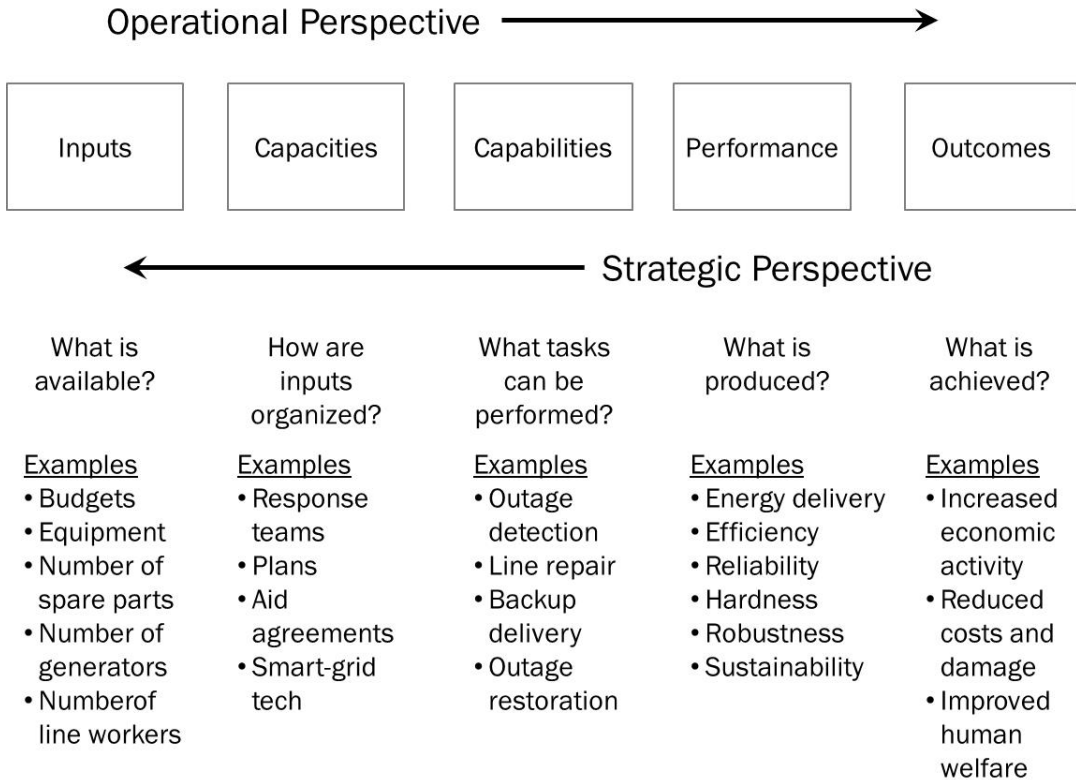 Operational Perspective
Inputs
Capacities
Capabilities
Performance
Outcomes
Strategic Perspective
What is
available?
How are
inputs
organized?
What tasks
can be
performed?
What is
produced?
What is
achieved?
Examples
• Budgets
• Equipment
• Number of
spare parts
• Number of
generators
• Numberof
line workers
Examples
• Response
teams
• Plans
• Aid
agreements
• Smart-grid
tech
Examples
• Outage
detection
• Line repair
• Backup
delivery
• Outage
restoration
Examples
• Energy delivery
• Efficiency
• Reliability
• Hardness
• Robustness
• Sustainability
Examples
• Increased
economic
activity
• Reduced
costs and
damage
• Improved
human
welfare